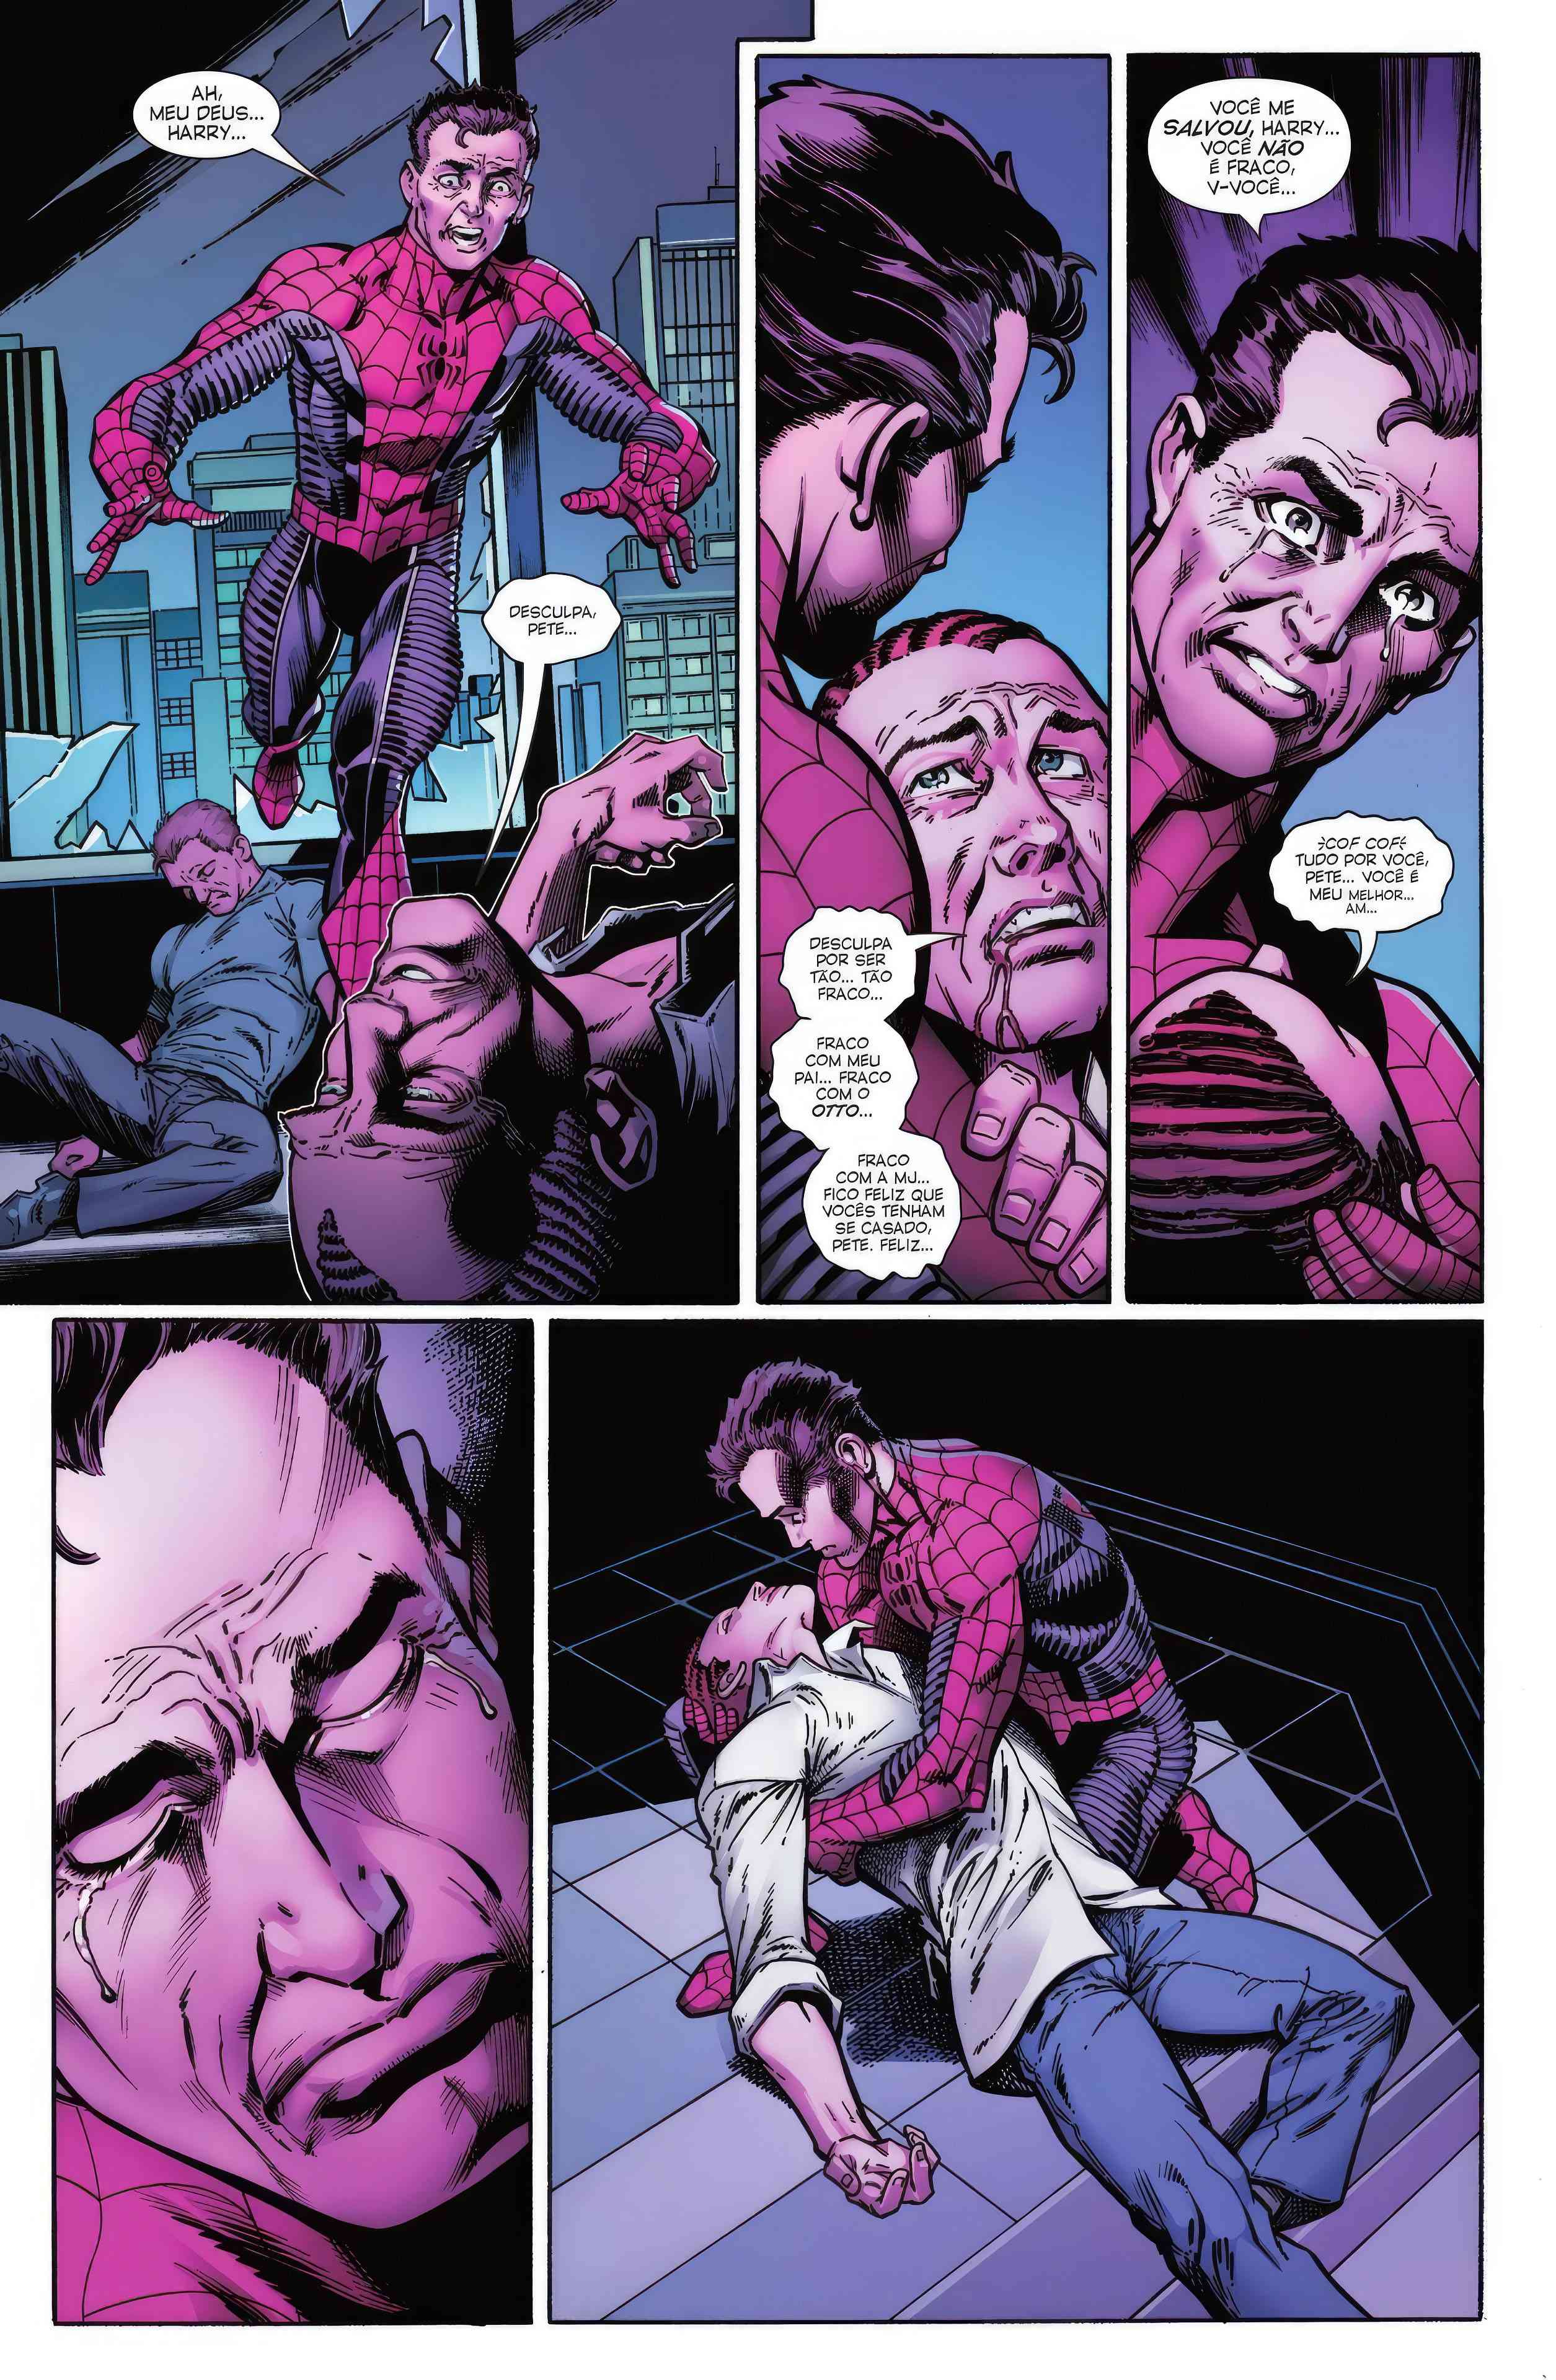 AH,
MEU DEUS...
HARRY...
DESCULPA,
PETE...
DESCULPA
POR SER
TÃO... TÃO
FRACO...
FRACO
COM MEU
PAI... FRACO
COM O
OTTO...
FRACO
COM A MJ...
FICO FELIZ QUE
VOCÊS TENHAM
SE CASADO,
PETE. FELIZ...
VOCÊ ME
SALVOU, HARRY...
VOCÊ NÃO
É FRACO,
V-VOCÊ...
COF COF
TUDO POR VOCÊ,
PETE... VOCÊ É
MEU MELHOR...
AM...